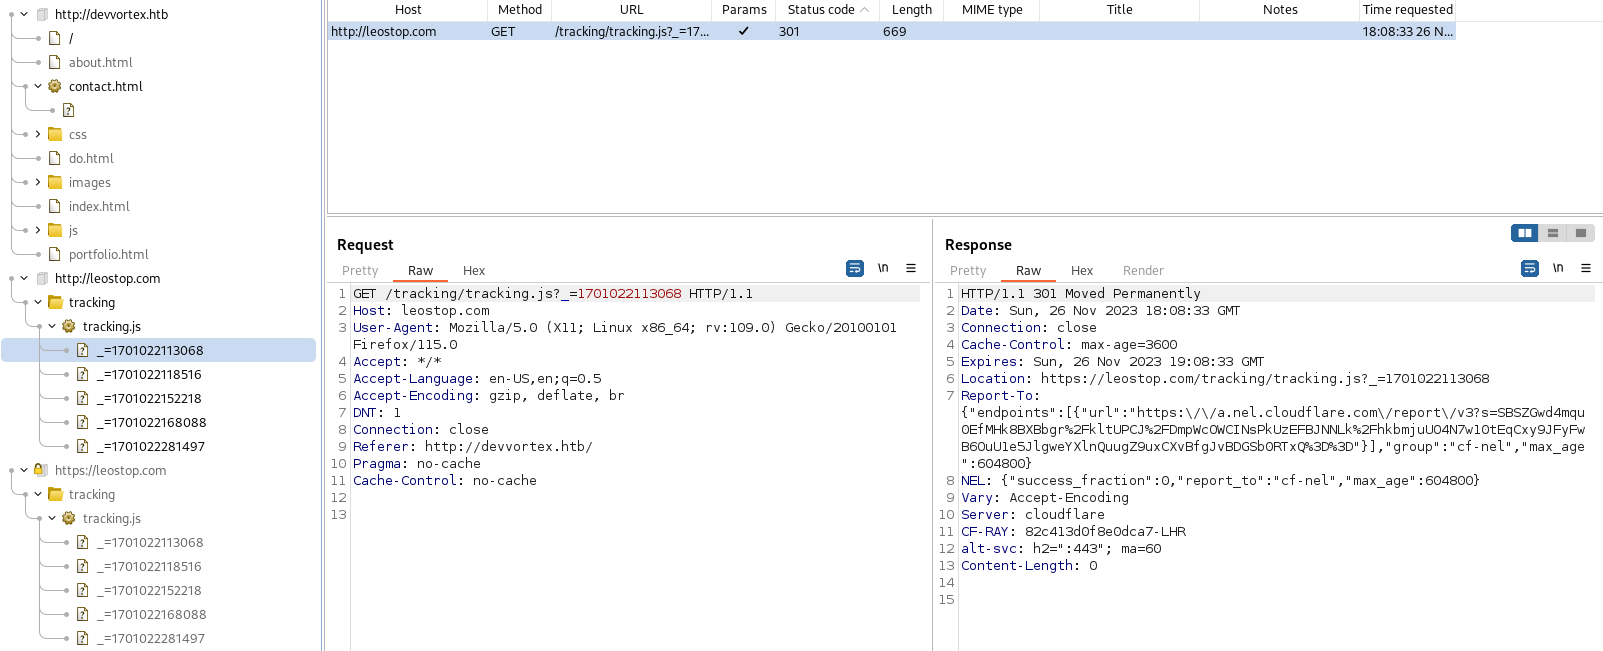 http://devvortex.htb
/
about.html
contact.html
css
do.html
images
index.html
js
portfolio.html
http://leostop.com
tracking
tracking.js
_=1701022113068
_=1701022118516
_=1701022152218
_=1701022168088
_=1701022281497
https://leostop.com
tracking
tracking.js
_=1701022113068
_=1701022118516
_=1701022152218
_=1701022168088
_=1701022281497
Host Method URL Params Status code Length MIME type Title Notes Time requested
http://leostop.com GET /tracking/tracking.js?_=17... ✓ 301 669 18:08:33 26 N...
Request
Pretty Raw Hex
\n
1 GET /tracking/tracking.js?_=1701022113068 HTTP/1.1
2 Host: leostop.com
3 User-Agent: Mozilla/5.0 (X11; Linux x86_64; rv:109.0) Gecko/20100101
Firefox/115.0
4 Accept: */*
5 Accept-Language: en-US,en;q=0.5
6 Accept-Encoding: gzip, deflate, br
7 DNT: 1
8 Connection: close
9 Referer: http://devvortex.htb/
10 Pragma: no-cache
11 Cache-Control: no-cache
12
13
Response
Pretty Raw Hex Render
\n
1 HTTP/1.1 301 Moved Permanently
2 Date: Sun, 26 Nov 2023 18:08:33 GMT
3 Connection: close
4 Cache-Control: max-age=3600
5 Expires: Sun, 26 Nov 2023 19:08:33 GMT
6 Location: https://leostop.com/tracking/tracking.js?_=1701022113068
7 Report-To:
{"endpoints":[{"url":"https:\/\/a.nel.cloudflare.com\/report\/v3?s=SBSZGwd4mqu
0EfMHk8BXBbgr%2FkltUPCJ%2FDmpWcOWCINsPkUzEFBJNNLk%2FhkbmjuU04N7w10tEqCxy9JFyFw
B60uU1e5JlgweYXlnQuugZ9uxCXvBfgJvBDGSb0RTxQ%3D%3D"}],"group":"cf-nel","max_age
":604800}
8 NEL: {"success_fraction":0,"report_to":"cf-nel","max_age":604800}
9 Vary: Accept-Encoding
10 Server: cloudflare
11 CF-RAY: 82c413d0f8e0dca7-LHR
12 alt-svc: h2=":443"; ma=60
13 Content-Length: 0
14
15